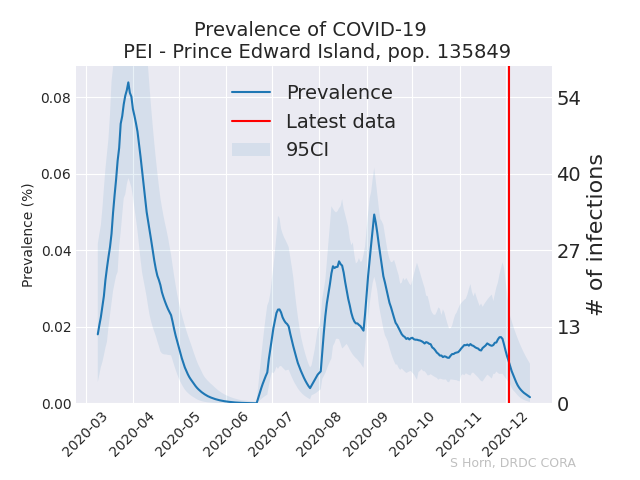 Prevalence of COVID-19
PEI - Prince Edward Island, pop. 135849
Prevalence
Latest data
95CI
Prevalence (%)
0.08
0.06
0.04
0.02
0.00
54
40
27
13
0
# of infections
2020-03
2020-04
2020-05
2020-06
2020-07
2020-08
2020-09
2020-10
2020-11
2020-12
S Horn, DRDC CORA